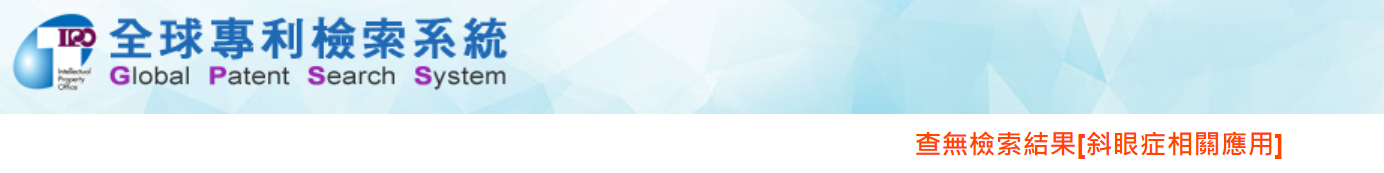 TIPO
全球專利檢索系統
Intellectual
Property
Office
Global Patent Search System
查無檢索結果[斜眼症相關應用]